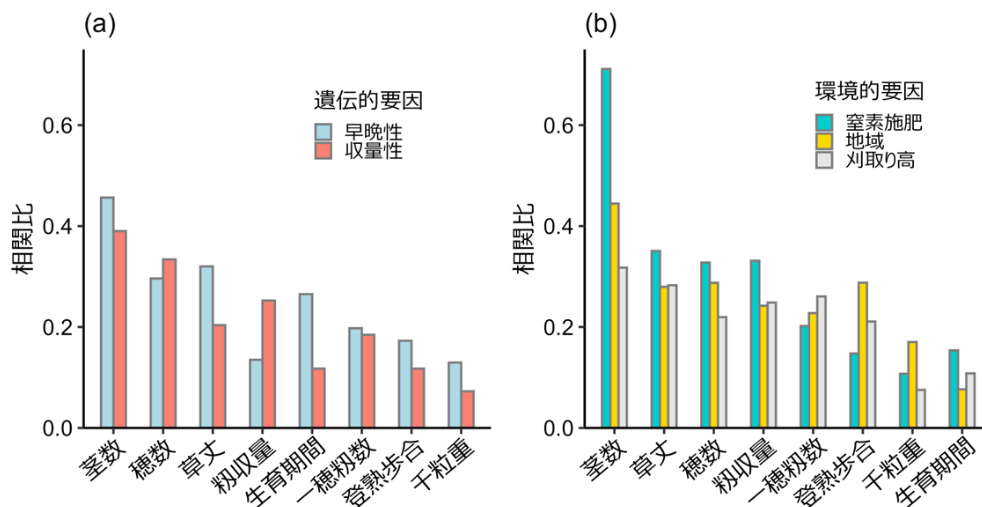 (a)
相関比
0.6
0.4
0.2
0.0
遺伝的要因
早晩性
収量性
茎数
穂数
草丈
籾収量
生育期間
一穂籾数
登熟歩合
千粒重
(b)
相関比
0.6
0.4
0.2
0.0
環境的要因
窒素施肥
地域
刈取り高
茎数
草丈
穂数
籾収量
一穂籾数
登熟歩合
千粒重
生育期間